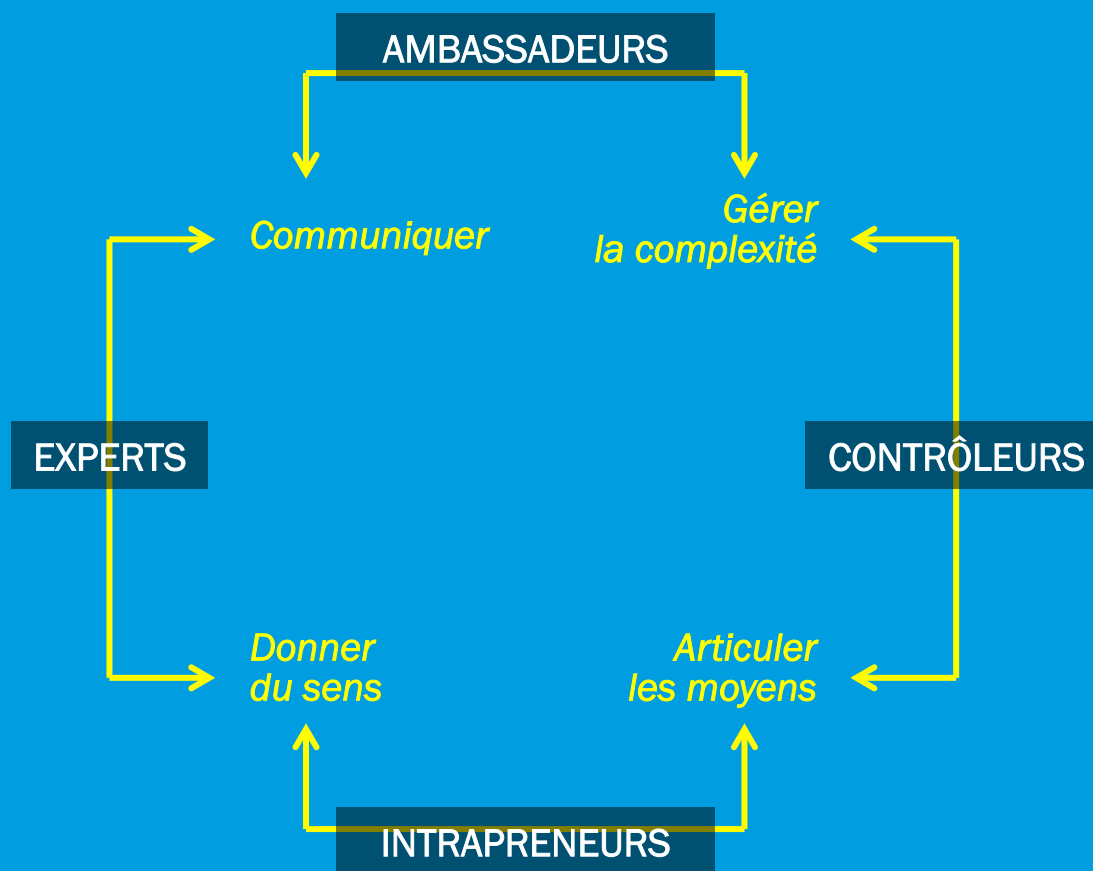 AMBASSADEURS
Communiquer
Gérer
la complexité
EXPERTS
CONTRÔLEURS
Donner
du sens
Articuler
les moyens
INTRAPRENEURS